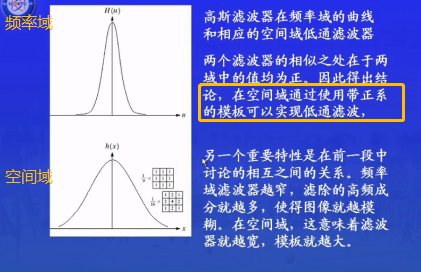 频率域
H(u)
u
高斯滤波器在频率域的曲线
和相应的空间域低通滤波器
两个滤波器的相似之处在于两
域中的值均为正。因此得出结
论，在空间域通过使用带正系
的模板可以实现低通滤波，
空间域
h(x)
1/9 ×
1 1 1
1 1 1
1 1 1
1/16 ×
1 2 1
2 4 2
1 2 1
x
另一个重要特性是在前一段中
讨论的相互之间的关系。频率
域滤波器越窄，滤除的高频成
分就越多，使得图像就越模
糊。在空间域，这意味着滤波
器就越宽，模板就越大。